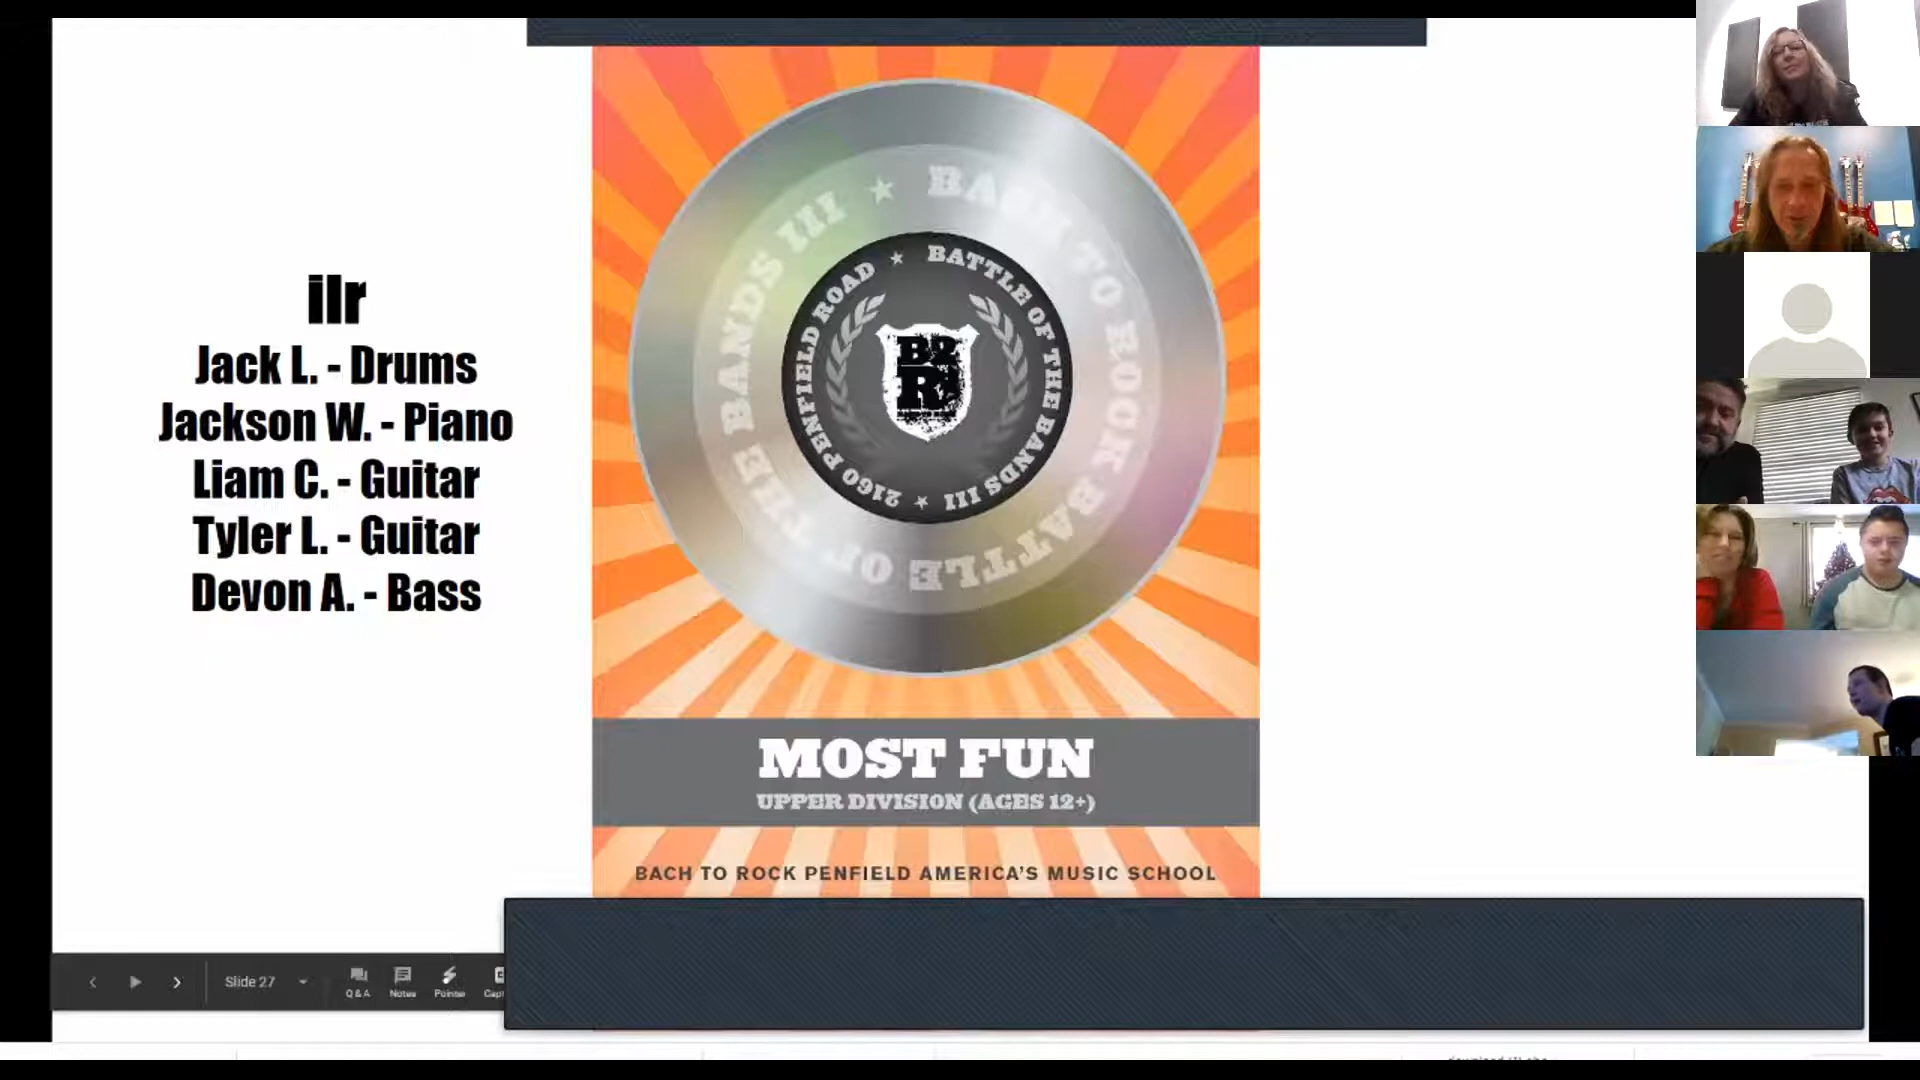 ilr
Jack L. - Drums
Jackson W. - Piano
Liam C. - Guitar
Tyler L. - Guitar
Devon A. - Bass
★ BACH TO ROCK BATTLE OF THE BANDS III
★ BATTLE OF THE BANDS III ★ 2160 PENFIELD ROAD
B2
R
MOST FUN
UPPER DIVISION (AGES 12+)
BACH TO ROCK PENFIELD AMERICA'S MUSIC SCHOOL
Slide 27
Q & A
Notes
Pointer